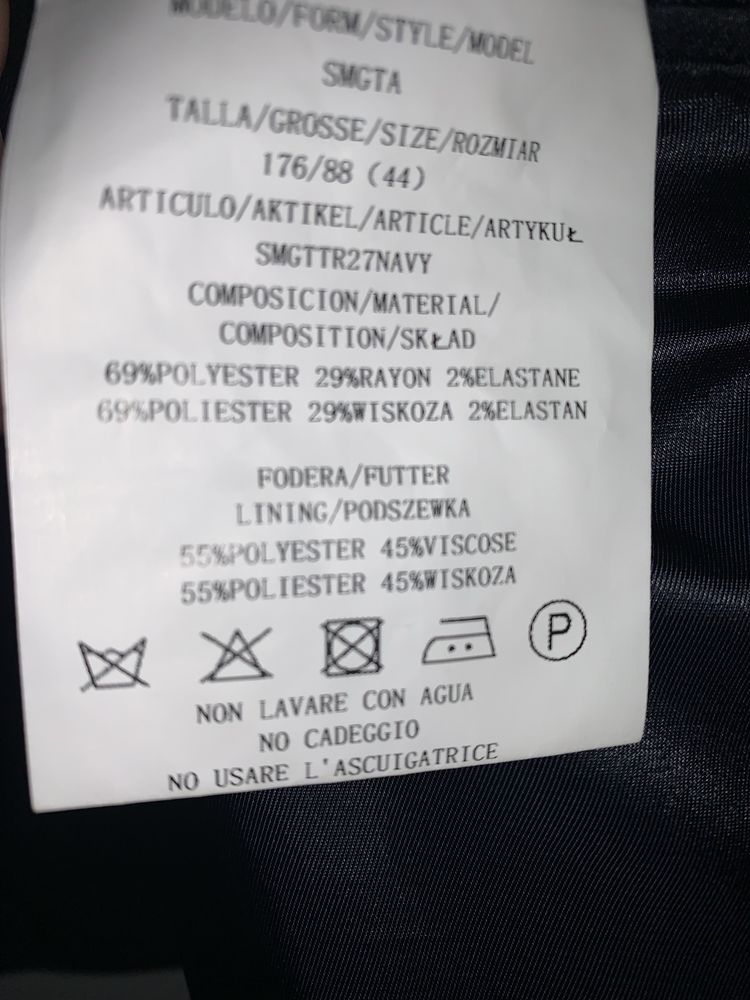 MODELO/FORM/STYLE/MODEL
SMGTA
TALLA/GROSSE/SIZE/ROZMIAR
176/88 (44)
ARTICULO/AKTIKEL/ARTICLE/ARTYKUŁ
SMGTTR27NAVY
COMPOSICION/MATERIAL/
COMPOSITION/SKŁAD
69%POLYESTER 29%RAYON 2%ELASTANE
69%POLIESTER 29%WISKOZA 2%ELASTAN
FODERA/FUTTER
LINING/PODSZEWKA
55%POLYESTER 45%VISCOSE
55%POLIESTER 45%WISKOZA
P
NON LAVARE CON AGUA
NO CADEGGIO
NO USARE L'ASCUIGATRICE